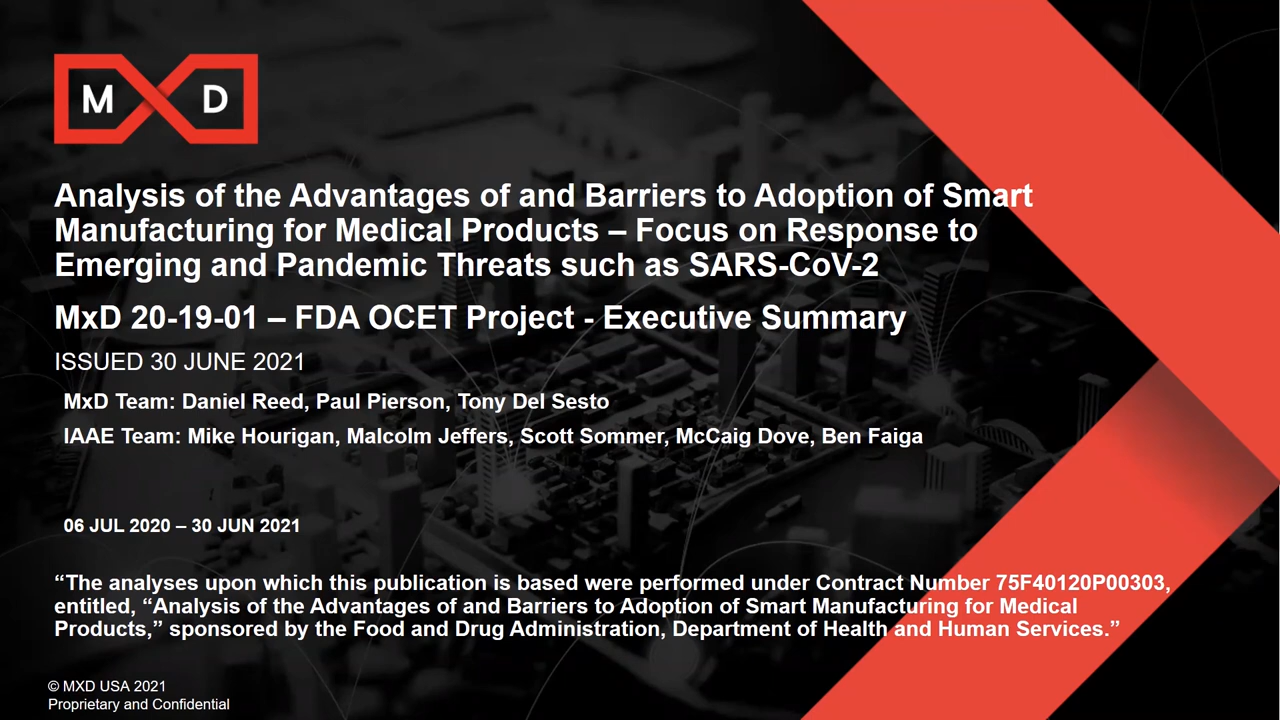 M D
Analysis of the Advantages of and Barriers to Adoption of Smart
Manufacturing for Medical Products – Focus on Response to
Emerging and Pandemic Threats such as SARS-CoV-2
MxD 20-19-01 – FDA OCET Project - Executive Summary
ISSUED 30 JUNE 2021
MxD Team: Daniel Reed, Paul Pierson, Tony Del Sesto
IAAE Team: Mike Hourigan, Malcolm Jeffers, Scott Sommer, McCaig Dove, Ben Faiga
06 JUL 2020 – 30 JUN 2021
“The analyses upon which this publication is based were performed under Contract Number 75F40120P00303,
entitled, “Analysis of the Advantages of and Barriers to Adoption of Smart Manufacturing for Medical
Products,” sponsored by the Food and Drug Administration, Department of Health and Human Services.”
© MXD USA 2021
Proprietary and Confidential